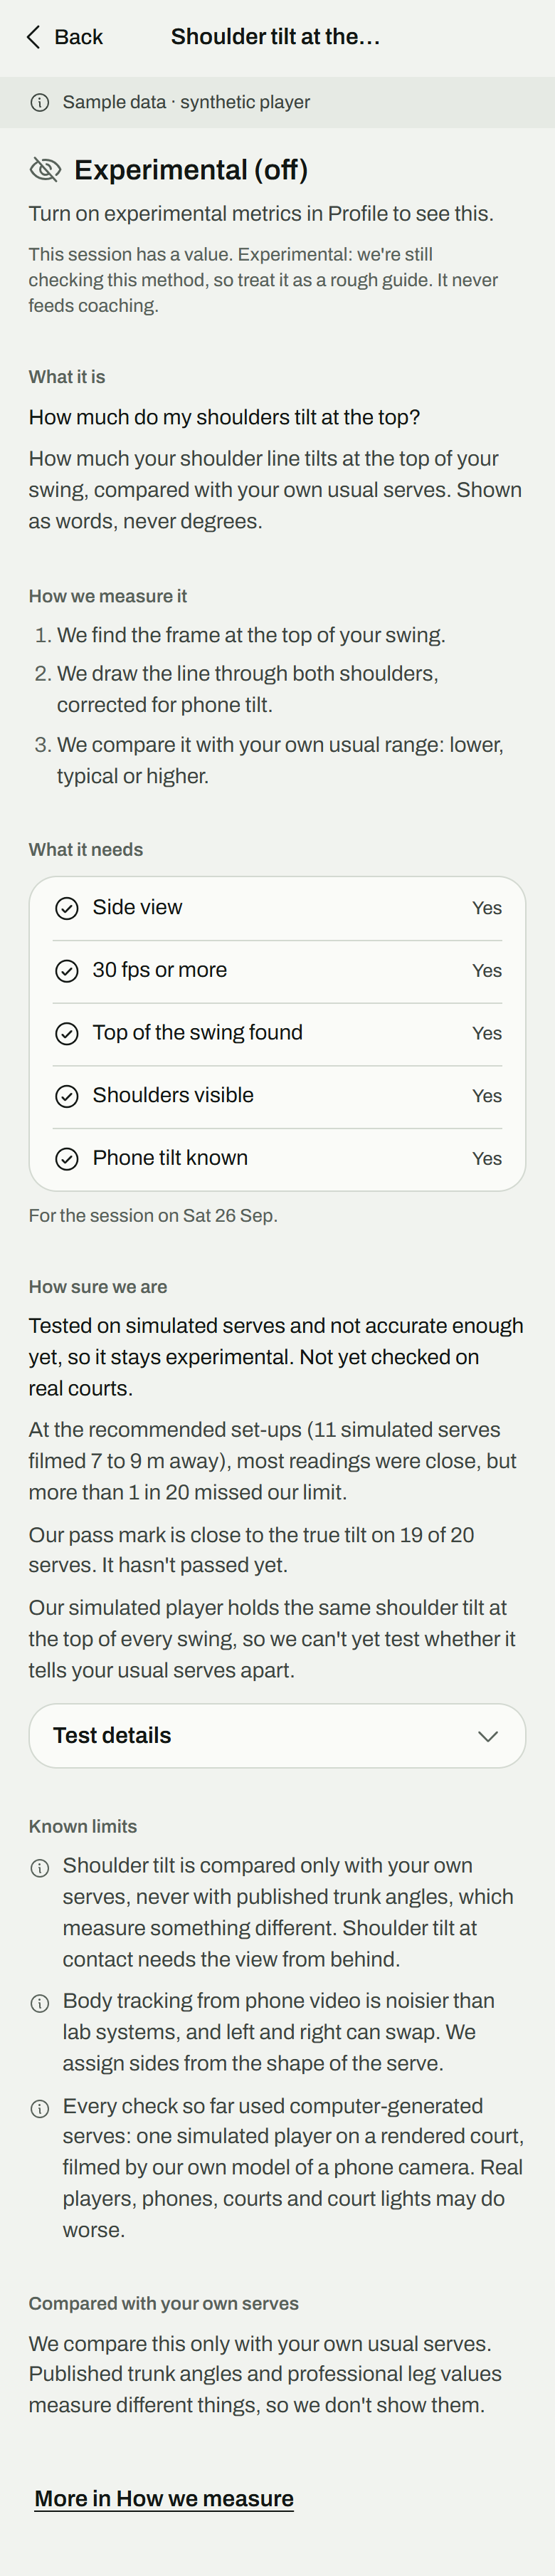 Back
Shoulder tilt at the…
Sample data · synthetic player
Experimental (off)
Turn on experimental metrics in Profile to see this.
This session has a value. Experimental: we're still
checking this method, so treat it as a rough guide. It never
feeds coaching.
What it is
How much do my shoulders tilt at the top?
How much your shoulder line tilts at the top of your
swing, compared with your own usual serves. Shown
as words, never degrees.
How we measure it
1. We find the frame at the top of your swing.
2. We draw the line through both shoulders,
corrected for phone tilt.
3. We compare it with your own usual range: lower,
typical or higher.
What it needs
Side view Yes
30 fps or more Yes
Top of the swing found Yes
Shoulders visible Yes
Phone tilt known Yes
For the session on Sat 26 Sep.
How sure we are
Tested on simulated serves and not accurate enough
yet, so it stays experimental. Not yet checked on
real courts.
At the recommended set-ups (11 simulated serves
filmed 7 to 9 m away), most readings were close, but
more than 1 in 20 missed our limit.
Our pass mark is close to the true tilt on 19 of 20
serves. It hasn't passed yet.
Our simulated player holds the same shoulder tilt at
the top of every swing, so we can't yet test whether it
tells your usual serves apart.
Test details
Known limits
Shoulder tilt is compared only with your own
serves, never with published trunk angles, which
measure something different. Shoulder tilt at
contact needs the view from behind.
Body tracking from phone video is noisier than
lab systems, and left and right can swap. We
assign sides from the shape of the serve.
Every check so far used computer-generated
serves: one simulated player on a rendered court,
filmed by our own model of a phone camera. Real
players, phones, courts and court lights may do
worse.
Compared with your own serves
We compare this only with your own usual serves.
Published trunk angles and professional leg values
measure different things, so we don't show them.
More in How we measure